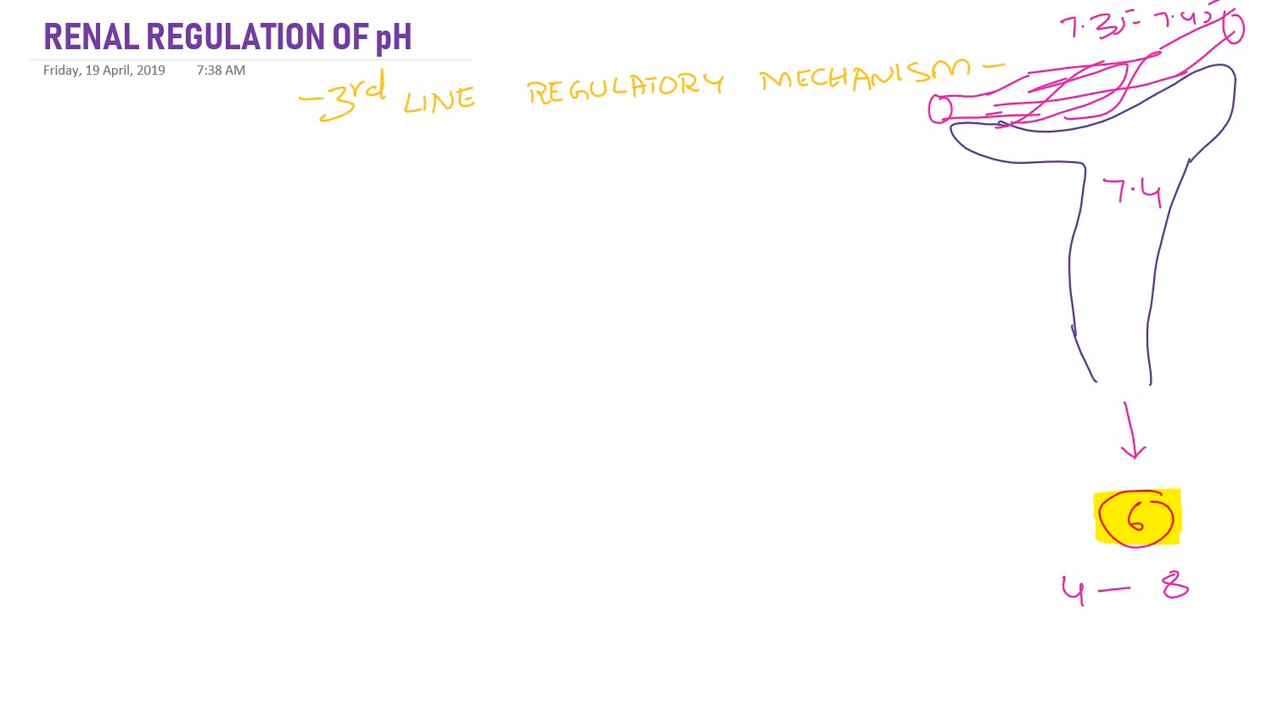 RENAL REGULATION OF pH
Friday, 19 April, 2019 7:38 AM
-3rd LINE REGULATORY MECHANISM-
7.35-7.45
7.4
6
4 - 8